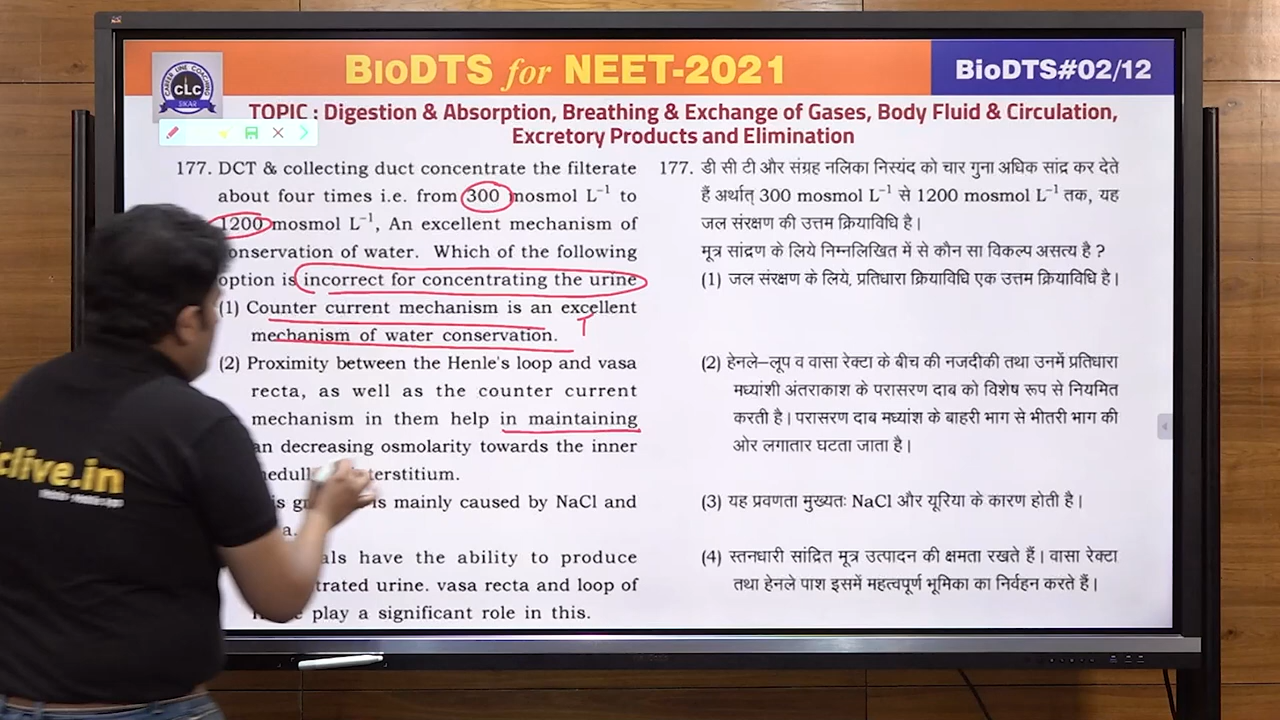 BIODTS for NEET-2021
BIODTS#02/12
CAREER LINE COACHING
CLC
SIKAR
TOPIC : Digestion & Absorption, Breathing & Exchange of Gases, Body Fluid & Circulation,
Excretory Products and Elimination
177. DCT & collecting duct concentrate the filterate
about four times i.e. from 300 mosmol L⁻¹ to
1200 mosmol L⁻¹, An excellent mechanism of
onservation of water. Which of the following
option is incorrect for concentrating the urine
(1) Counter current mechanism is an excellent
mechanism of water conservation.
T
(2) Proximity between the Henle's loop and vasa
recta, as well as the counter current
mechanism in them help in maintaining
an decreasing osmolarity towards the inner
terstitium.
is mainly caused by NaCl and
a.
als have the ability to produce
trated urine. vasa recta and loop of
play a significant role in this.
177. डी सी टी और संग्रह नलिका निस्यंद को चार गुना अधिक सांद्र कर देते
हैं अर्थात् 300 mosmol L⁻¹ से 1200 mosmol L⁻¹ तक, यह
जल संरक्षण की उत्तम क्रियाविधि है।
मूत्र सांद्रण के लिये निम्नलिखित में से कौन सा विकल्प असत्य है ?
(1) जल संरक्षण के लिये, प्रतिधारा क्रियाविधि एक उत्तम क्रियाविधि है।
(2) हेनले–लूप व वासा रेक्टा के बीच की नजदीकी तथा उनमें प्रतिधारा
मध्यांशी अंतराकाश के परासरण दाब को विशेष रूप से नियमित
करती है। परासरण दाब मध्यांश के बाहरी भाग से भीतरी भाग की
ओर लगातार घटता जाता है।
(3) यह प्रवणता मुख्यतः NaCl और यूरिया के कारण होती है।
(4) स्तनधारी सांद्रित मूत्र उत्पादन की क्षमता रखते हैं। वासा रेक्टा
तथा हेनले पाश इसमें महत्वपूर्ण भूमिका का निर्वहन करते हैं।
clive.in